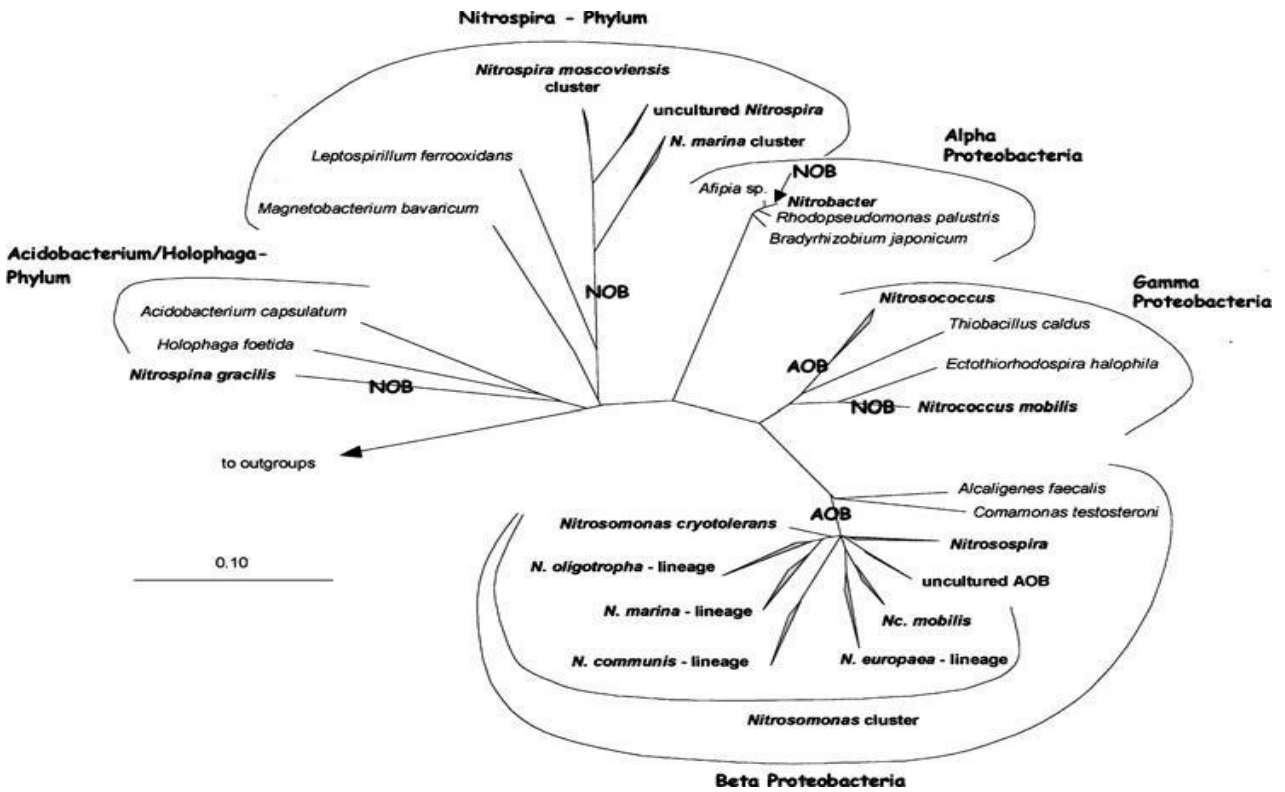 Nitrospira - Phylum
Nitrospira moscoviensis
cluster
uncultured Nitrospira
N. marina cluster
Leptospirillum ferrooxidans
Magnetobacterium bavaricum
NOB
Alpha
Proteobacteria
NOB
Afipia sp.
Nitrobacter
Rhodopseudomonas palustris
Bradyrhizobium japonicum
Acidobacterium/Holophaga-
Phylum
Acidobacterium capsulatum
Holophaga foetida
Nitrospina gracilis
NOB
Gamma
Proteobacteria
Nitrosococcus
Thiobacillus caldus
AOB
Ectothiorhodospira halophila
NOB
Nitrococcus mobilis
to outgroups
0.10
Alcaligenes faecalis
Comamonas testosteroni
AOB
Nitrosomonas cryotolerans
Nitrosospira
N. oligotropha - lineage
uncultured AOB
N. marina - lineage
Nc. mobilis
N. communis - lineage
N. europaea - lineage
Nitrosomonas cluster
Beta Proteobacteria